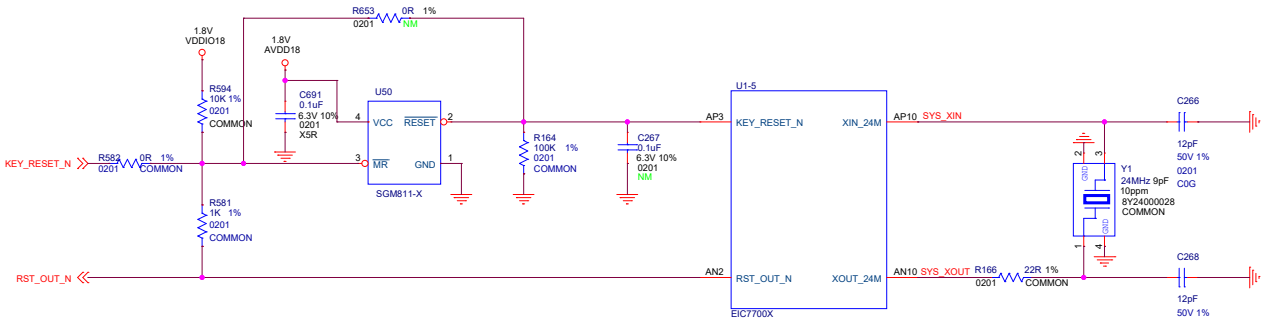 R653 0R 1%
0201 NM
1.8V
VDDIO18
1.8V
AVDD18
R594
10K 1%
0201
COMMON
C691
0.1uF
6.3V 10%
0201
X5R
U50
4 VCC RESET 2
3 MR GND 1
SGM811-X
KEY_RESET_N
R582 0R 1%
0201 COMMON
R581
1K 1%
0201
COMMON
RST_OUT_N
R164
100K 1%
0201
COMMON
C267
0.1uF
6.3V 10%
0201
NM
U1-5
AP3 KEY_RESET_N XIN_24M AP10 SYS_XIN
AN2 RST_OUT_N XOUT_24M AN10 SYS_XOUT
EIC7700X
R166 22R 1%
0201 COMMON
2 3
GND
Y1
24MHz 9pF
10ppm
8Y24000028
COMMON
GND
1 4
C266
12pF
50V 1%
0201
C0G
C268
12pF
50V 1%